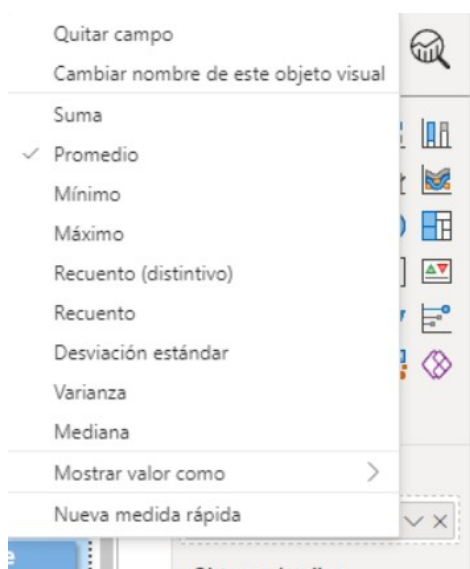 Quitar campo
Cambiar nombre de este objeto visual
Suma
Promedio
Mínimo
Máximo
Recuento (distintivo)
Recuento
Desviación estándar
Varianza
Mediana
Mostrar valor como
Nueva medida rápida